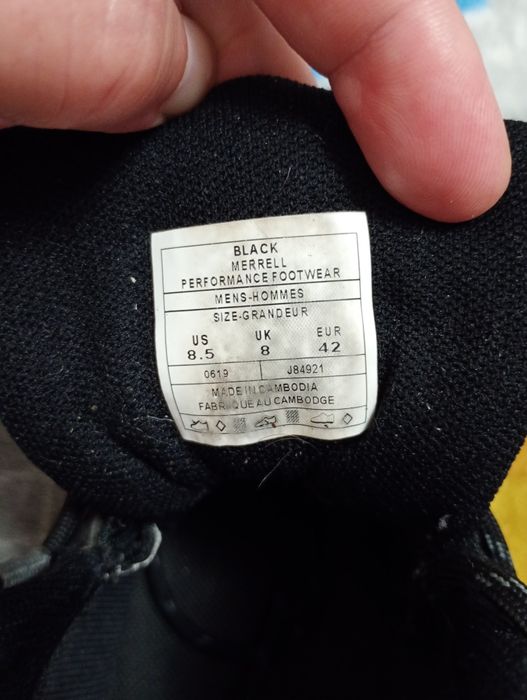 BLACK
MERRELL
PERFORMANCE FOOTWEAR
MENS-HOMMES
SIZE-GRANDEUR
US UK EUR
8.5 8 42
0619 J84921
MADE IN CAMBODIA
FABRIQUE AU CAMBODGE